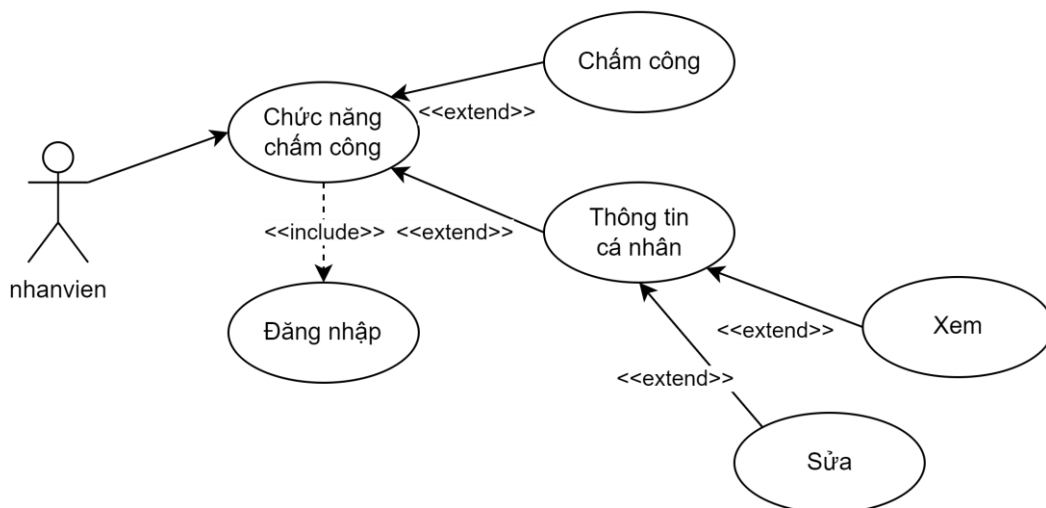 Chấm công
Chức năng
chấm công
<<extend>>
Thông tin
cá nhân
<<include>>
<<extend>>
nhanvien
Đăng nhập
Xem
<<extend>>
<<extend>>
Sửa